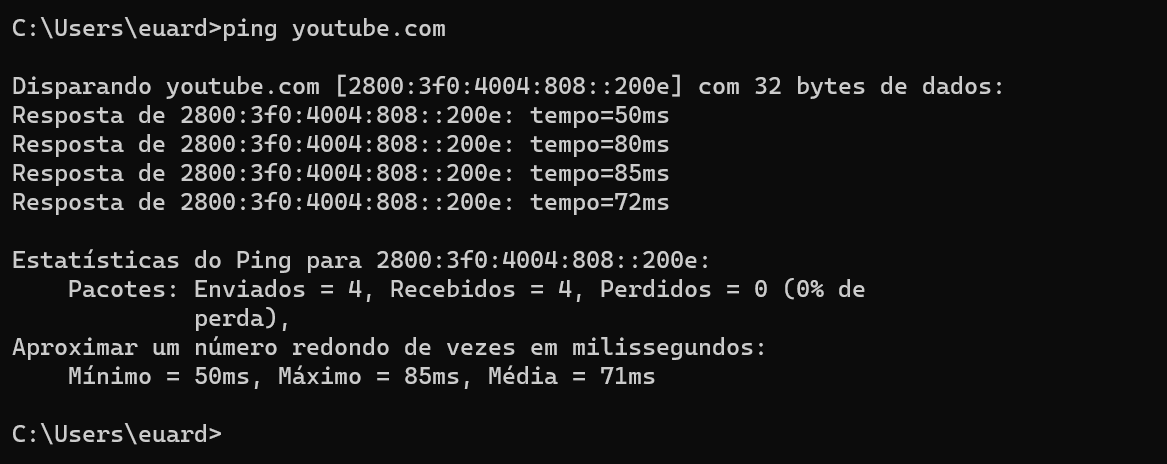 C:\Users\euard>ping youtube.com
Disparando youtube.com [2800:3f0:4004:808::200e] com 32 bytes de dados:
Resposta de 2800:3f0:4004:808::200e: tempo=50ms
Resposta de 2800:3f0:4004:808::200e: tempo=80ms
Resposta de 2800:3f0:4004:808::200e: tempo=85ms
Resposta de 2800:3f0:4004:808::200e: tempo=72ms
Estatísticas do Ping para 2800:3f0:4004:808::200e:
    Pacotes: Enviados = 4, Recebidos = 4, Perdidos = 0 (0% de
             perda),
Aproximar um número redondo de vezes em milissegundos:
    Mínimo = 50ms, Máximo = 85ms, Média = 71ms
C:\Users\euard>